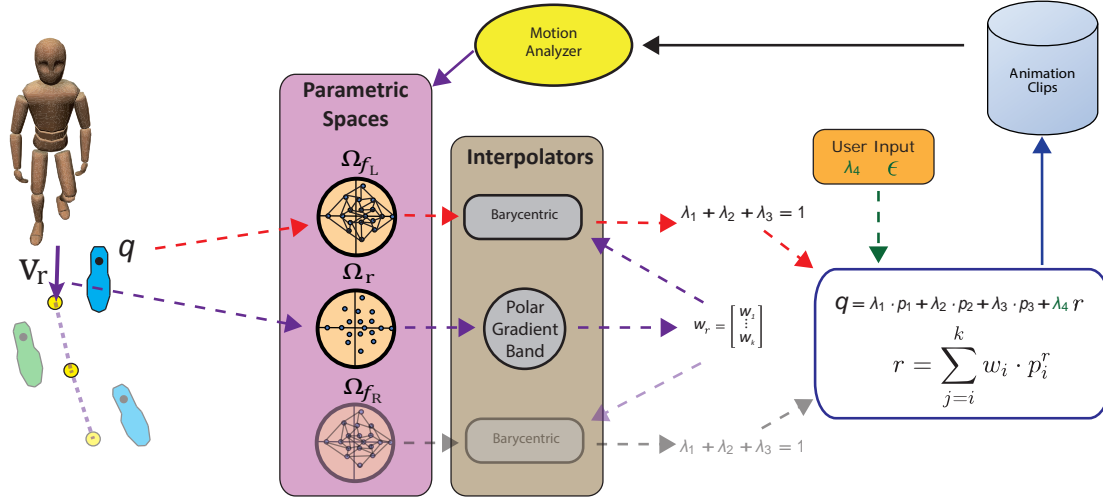 Motion
Analyzer
Animation
Clips
Parametric
Spaces
Interpolators
User Input
λ₄ ϵ
Ω_{f_L}
Barycentric
λ₁ + λ₂ + λ₃ = 1
q
V_r
Ω_r
Polar
Gradient
Band
w_r = [w_1 ⋮ w_k]
q = λ₁ · p₁ + λ₂ · p₂ + λ₃ · p₃ + λ₄ r
r = \sum_{j=i}^{k} w_i · p_i^r
Ω_{f_R}
Barycentric
λ₁ + λ₂ + λ₃ = 1